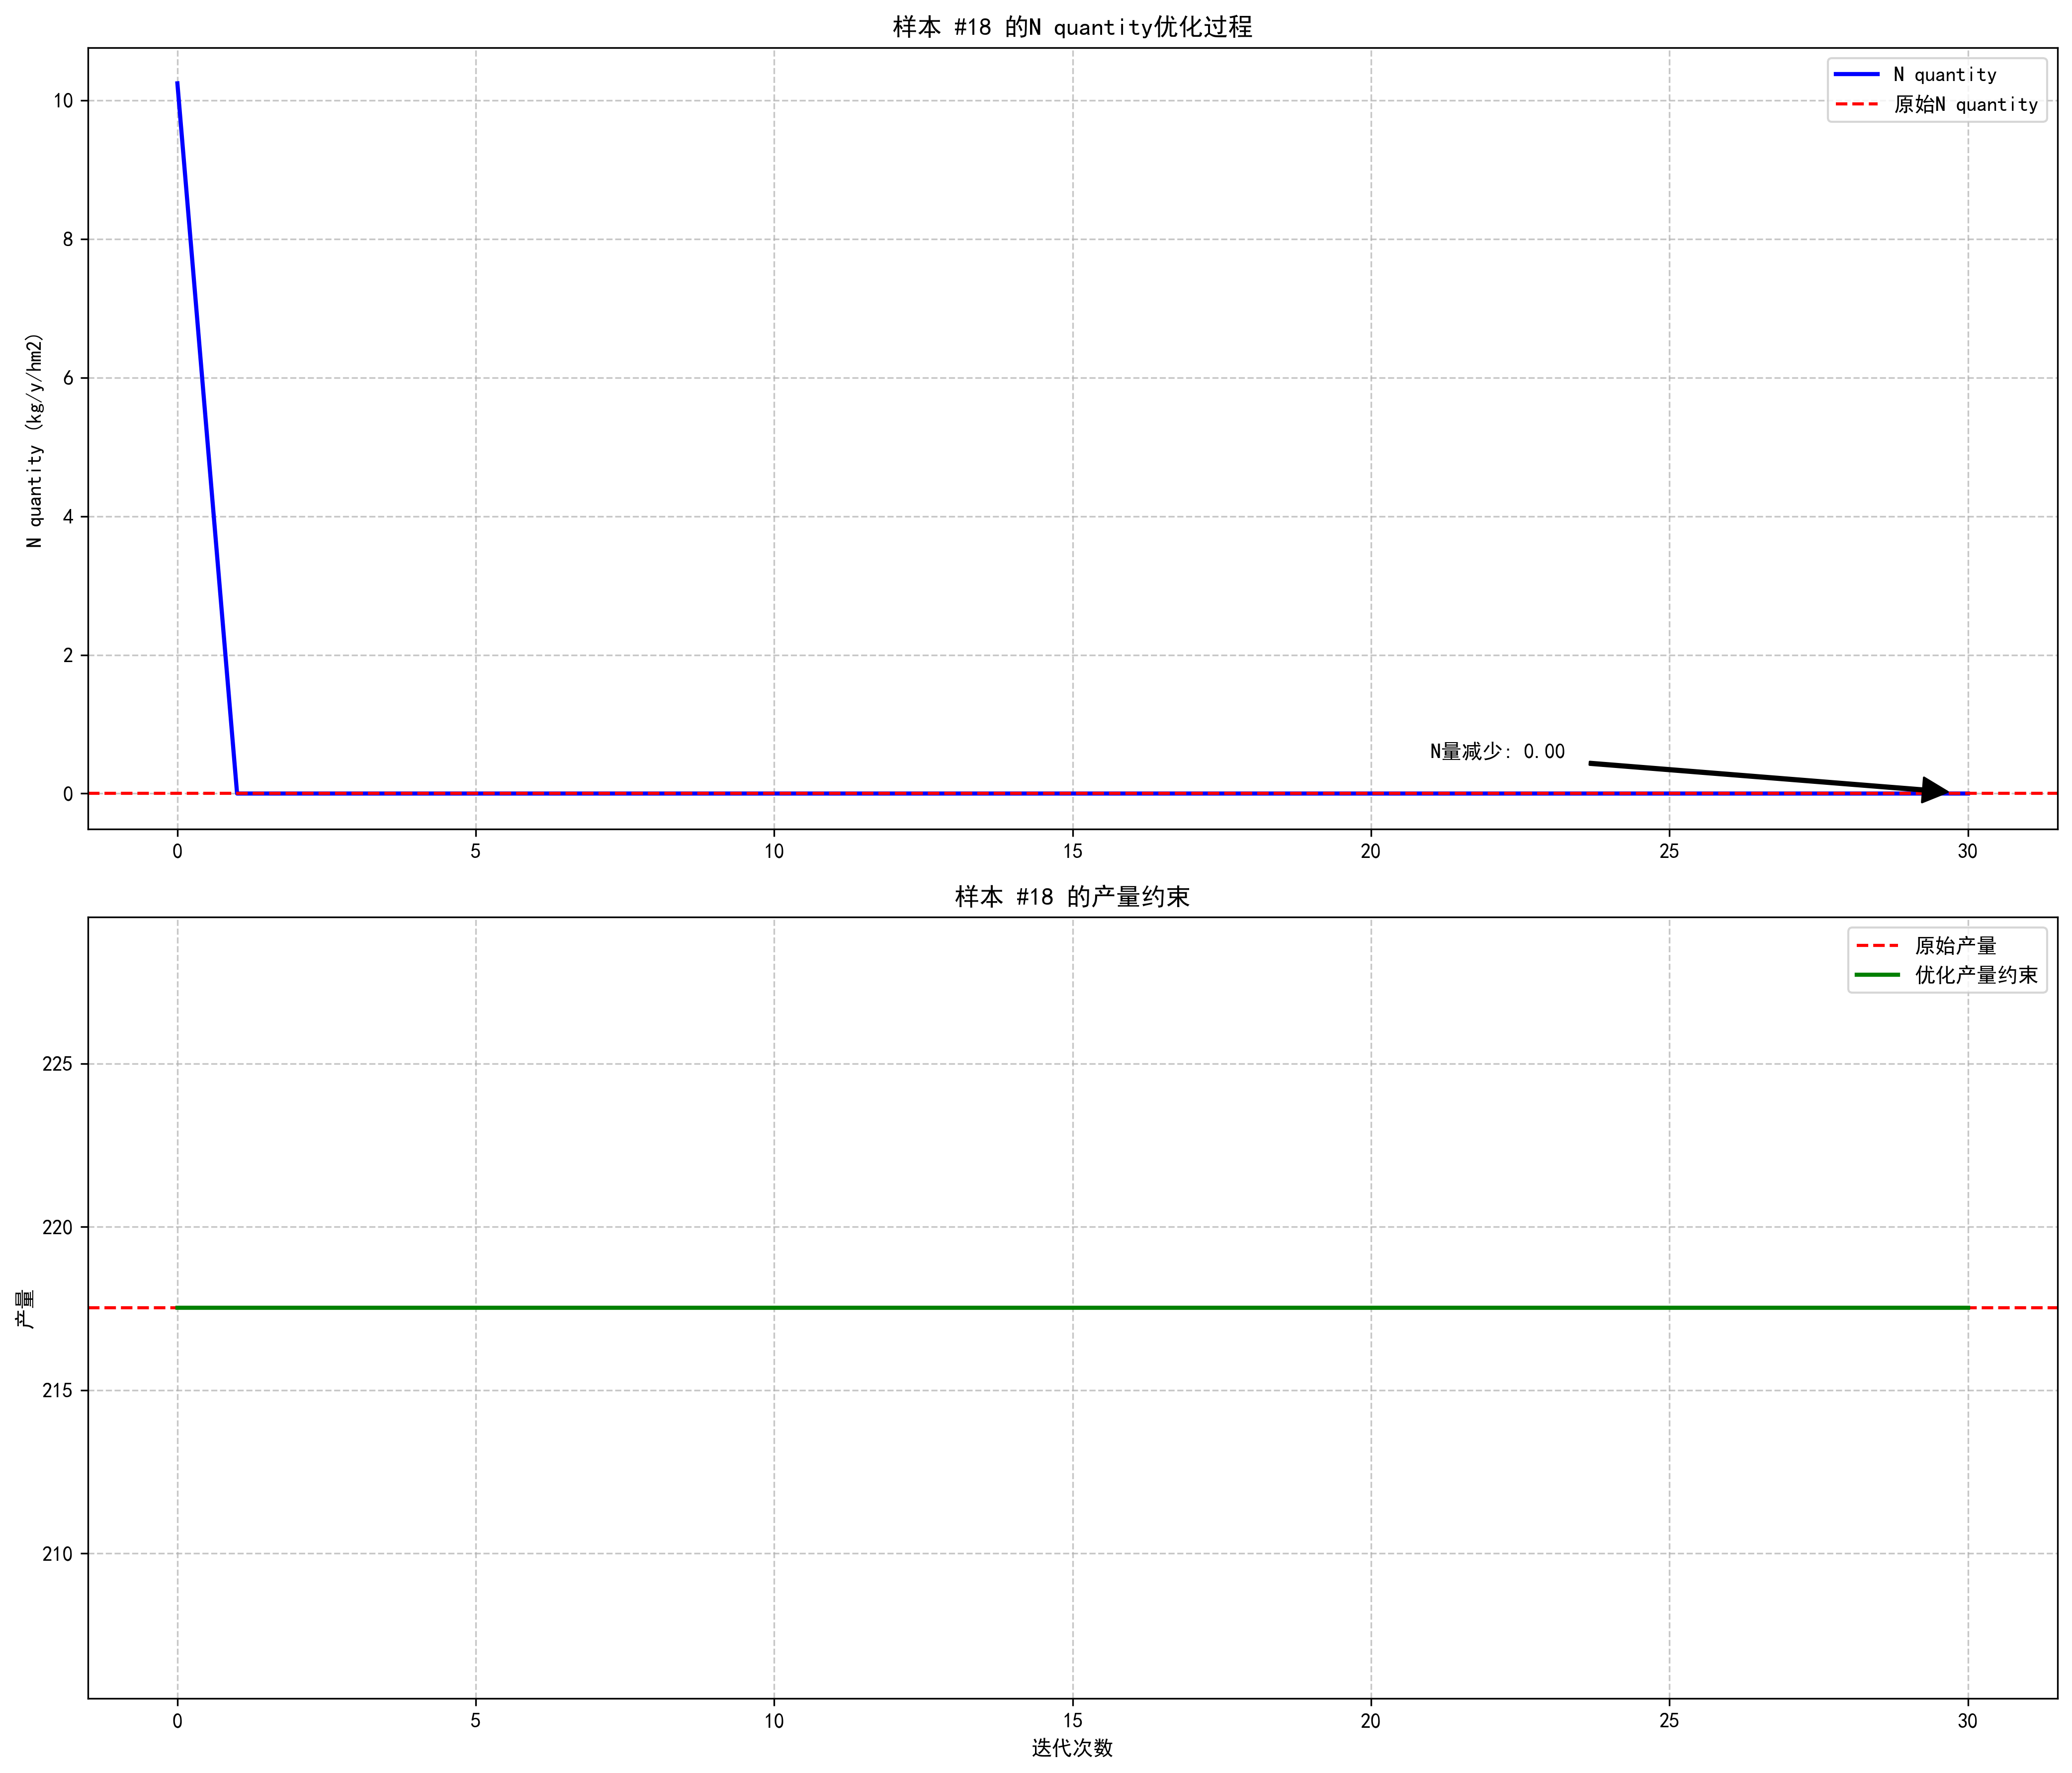 样本 #18 的N quantity优化过程
N quantity
原始N quantity
N quantity (kg/y/hm2)
10
8
6
4
2
0
N量减少: 0.00
0 5 10 15 20 25 30
样本 #18 的产量约束
原始产量
优化产量约束
产量
225
220
215
210
0 5 10 15 20 25 30
迭代次数